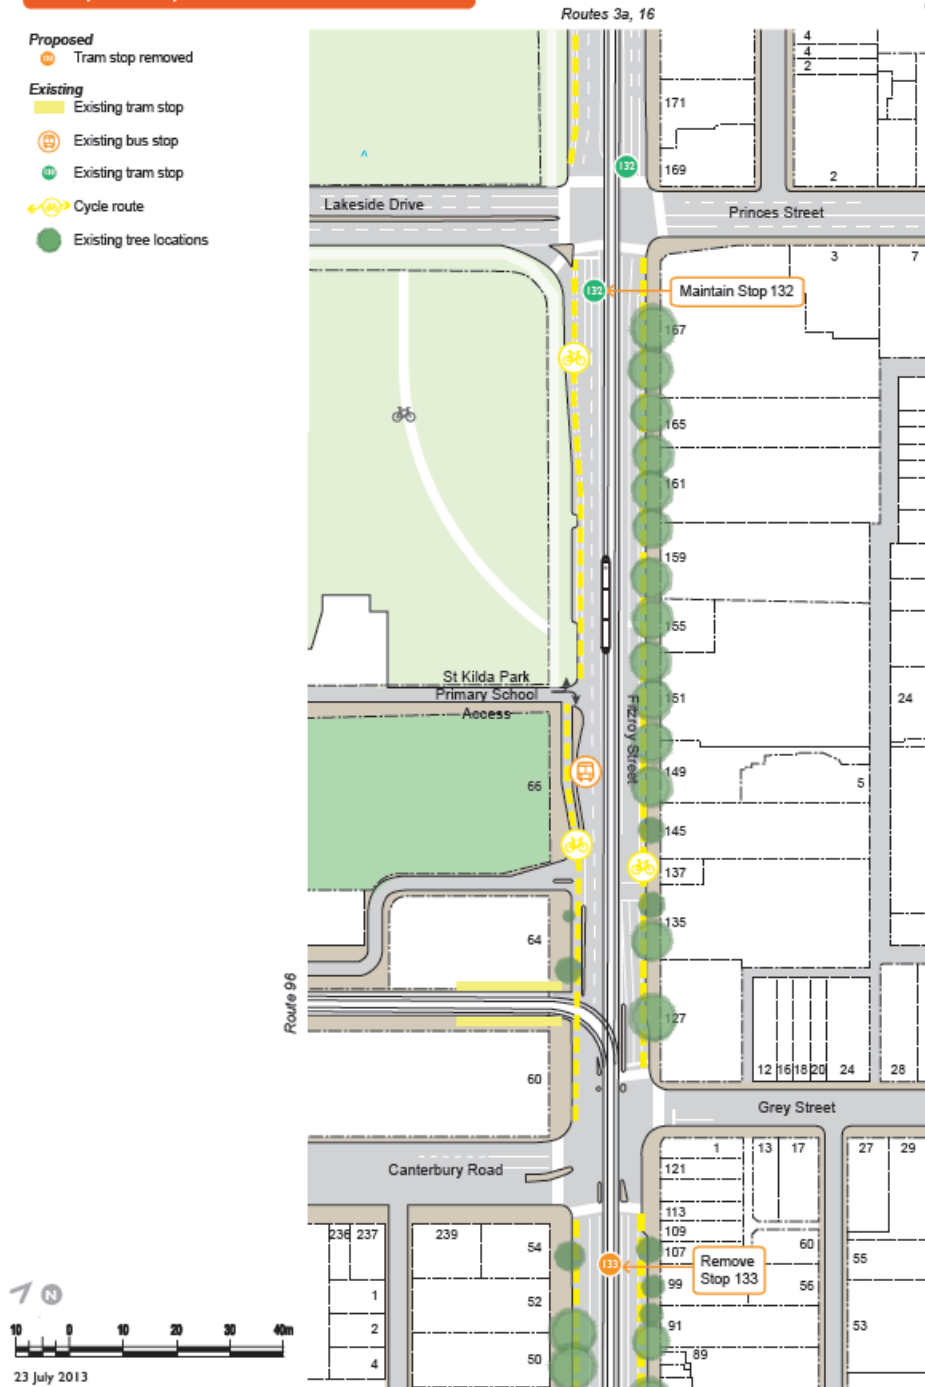 Routes 3a, 16
Proposed
Tram stop removed
Existing
Existing tram stop
Existing bus stop
Existing tram stop
Cycle route
Existing tree locations
4
4
2
171
132
169
2
Lakeside Drive
Princes Street
3
7
132
Maintain Stop 132
167
165
161
159
155
St Kilda Park
Primary School
Access
151
Fitzroy Street
24
149
66
5
145
137
135
64
Route 96
127
12 16 18 20 24
28
60
Grey Street
1
13
17
27
29
121
Canterbury Road
113
109
236 237
239
54
107
133
Remove
Stop 133
60
55
99
56
N
1
52
91
53
2
10 0 10 20 30 40m
89
50
4
23 July 2013